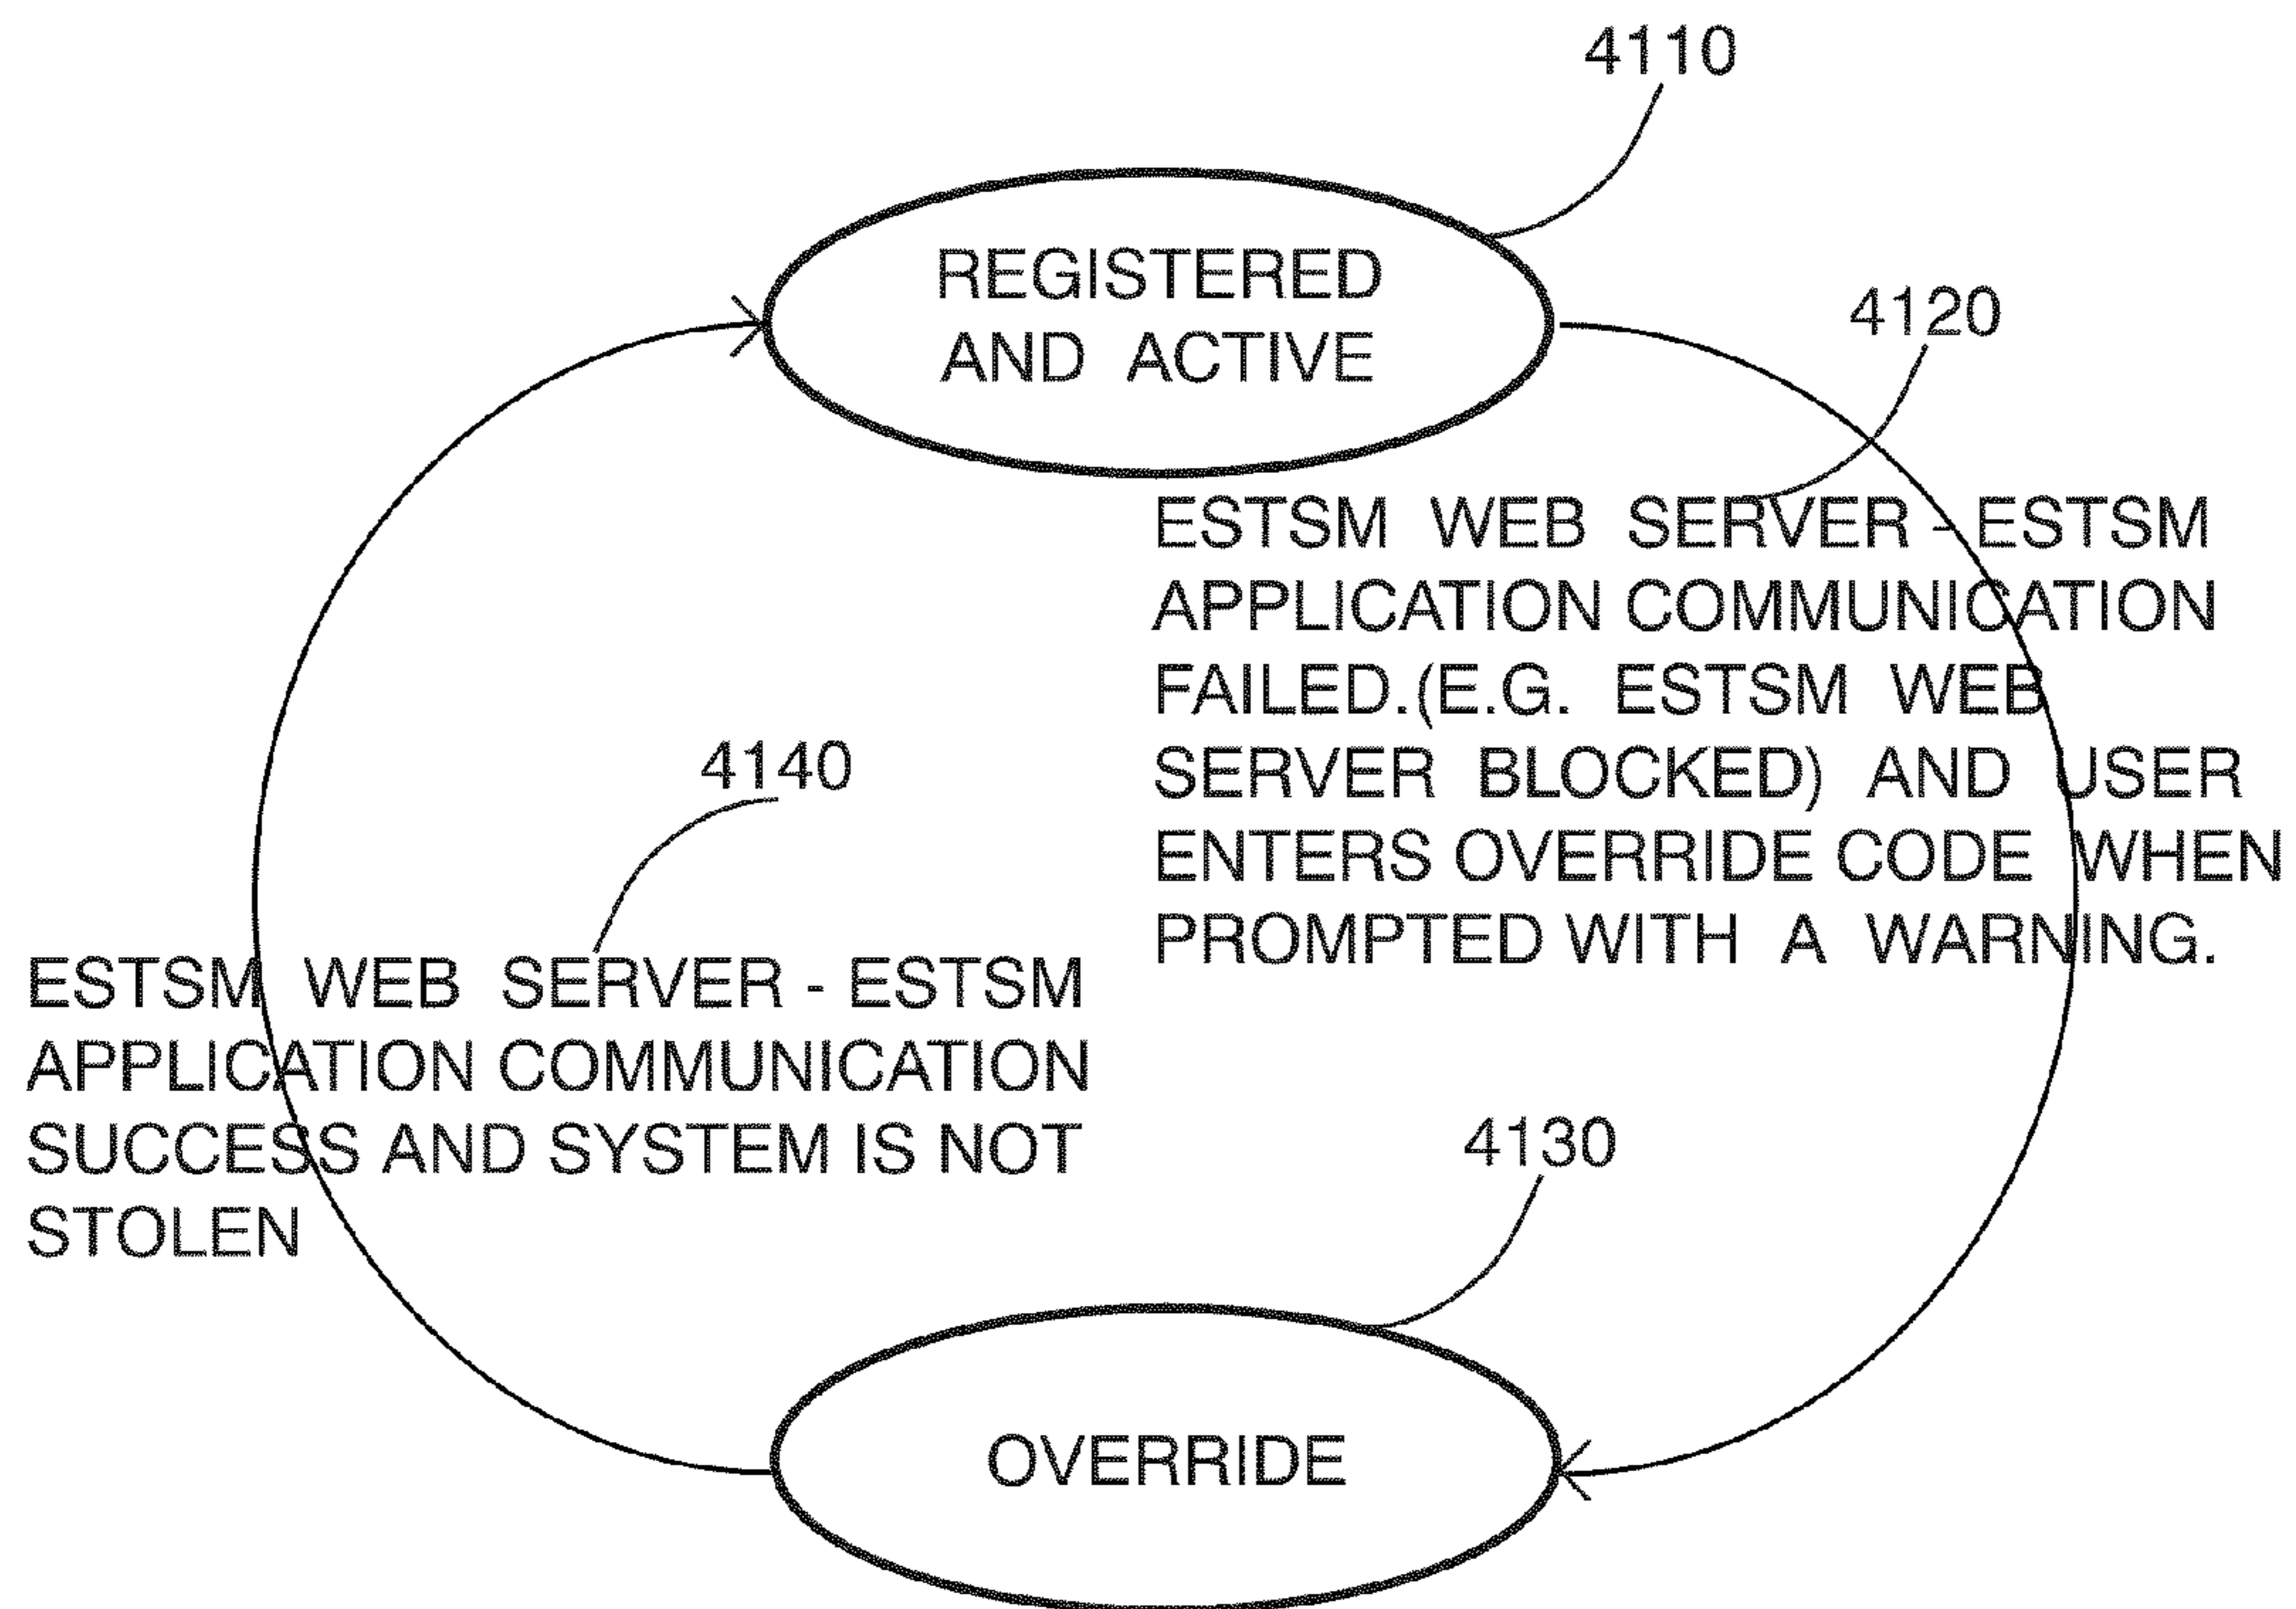 4110
REGISTERED
AND ACTIVE
4120
ESTSM WEB SERVER - ESTSM
APPLICATION COMMUNICATION
FAILED.(E.G. ESTSM WEB
SERVER BLOCKED) AND USER
ENTERS OVERRIDE CODE WHEN
PROMPTED WITH A WARNING.
4140
ESTSM WEB SERVER - ESTSM
APPLICATION COMMUNICATION
SUCCESS AND SYSTEM IS NOT
STOLEN
4130
OVERRIDE